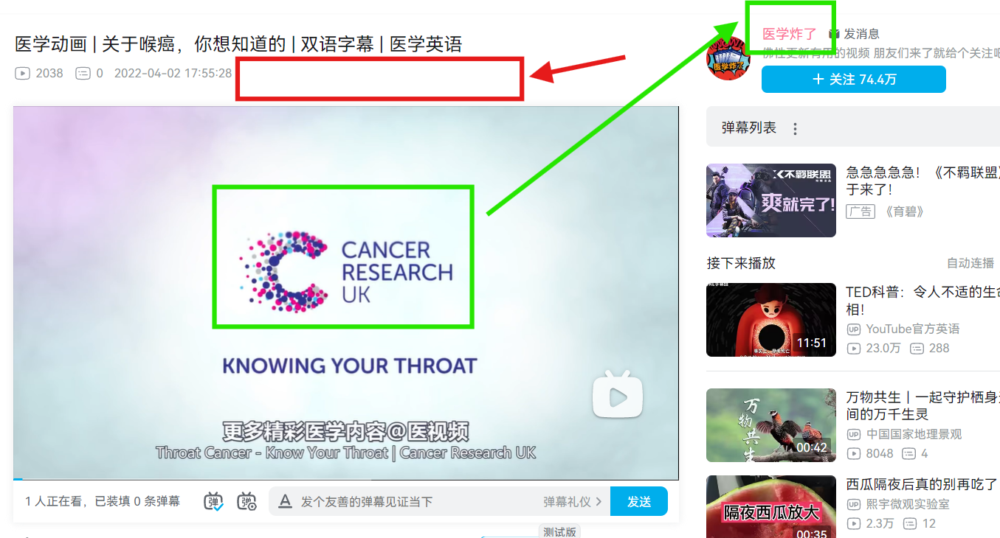 医学动画 | 关于喉癌，你想知道的 | 双语字幕 | 医学英语
2038 0 2022-04-02 17:55:28
医学炸了 发消息
佛性更新有用的视频 朋友们来了就给个关注吧
医学炸了
+ 关注 74.4万
CANCER
RESEARCH
UK
KNOWING YOUR THROAT
更多精彩医学内容@医视频
Throat Cancer - Know Your Throat | Cancer Research UK
1 人正在看，已装填 0 条弹幕
弹
弹
A 发个友善的弹幕见证当下
弹幕礼仪 >
发送
测试版
弹幕列表
不羁联盟
爽就完了!
急急急急急！《不羁联盟》
于来了！
广告 《育碧》
接下来播放 自动连播
11:51
TED科普：令人不适的生命
相！
UP YouTube官方英语
23.0万 288
万物共生
00:42
万物共生 | 一起守护栖身
间的万千生灵
UP 中国国家地理景观
8048 4
隔夜西瓜放大
00:35
西瓜隔夜后真的别再吃了
UP 熙宇微观实验室
2.3万 12